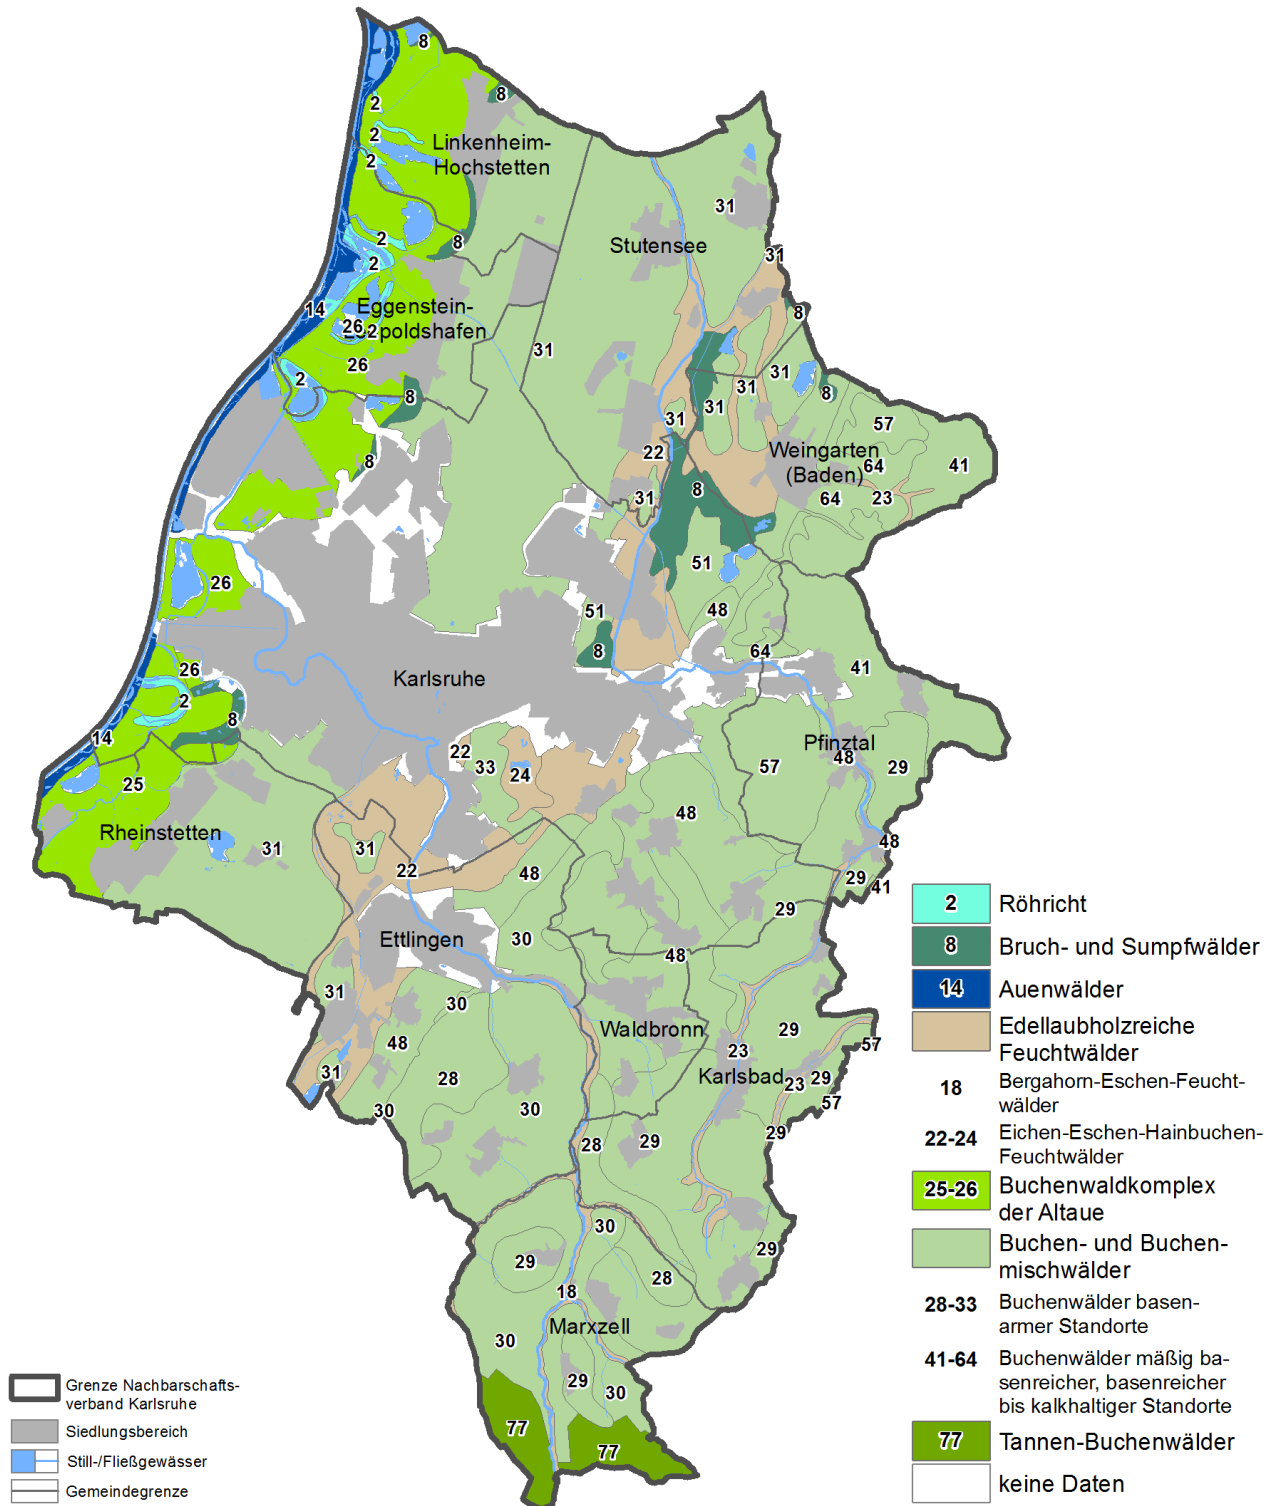 8
8
2
2
2
Linkenheim-
Hochstetten
31
Stutensee
2
8
2
31
14
Eggenstein-
Leopoldshafen
26
2
8
26
31
31
31
2
8
31
8
31
57
22
Weingarten
(Baden)
64
41
8
31
8
64
23
51
26
51
48
8
64
41
26
Karlsruhe
2
8
14
22
33
24
57
Pfinztal
48
29
25
Rheinstetten
48
31
31
22
48
48
29
41
29
Ettlingen
30
48
31
30
Waldbronn
29
48
23
57
31
28
Karlsbad
23
29
57
30
30
28
29
29
30
29
29
28
18
Marxzell
30
29
30
77
77
2 Röhricht
8 Bruch- und Sumpfwälder
14 Auenwälder
Edellaubholzreiche
Feuchtwälder
18 Bergahorn-Eschen-Feucht-
wälder
22-24 Eichen-Eschen-Hainbuchen-
Feuchtwälder
25-26 Buchenwaldkomplex
der Altaue
Buchen- und Buchen-
mischwälder
28-33 Buchenwälder basen-
armer Standorte
41-64 Buchenwälder mäßig ba-
senreicher, basenreicher
bis kalkhaltiger Standorte
77 Tannen-Buchenwälder
keine Daten
Grenze Nachbarschafts-
verband Karlsruhe
Siedlungsbereich
Still-/Fließgewässer
Gemeindegrenze